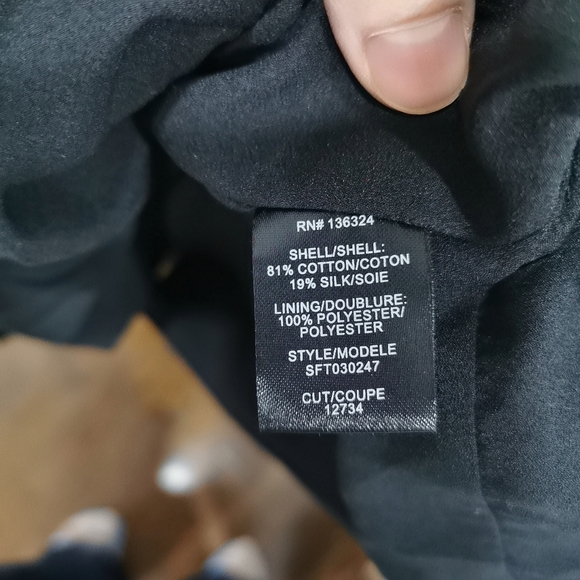 RN# 136324
SHELL/SHELL:
81% COTTON/COTON
19% SILK/SOIE
LINING/DOUBLURE:
100% POLYESTER/
POLYESTER
STYLE/MODELE
SFT030247
CUT/COUPE
12734